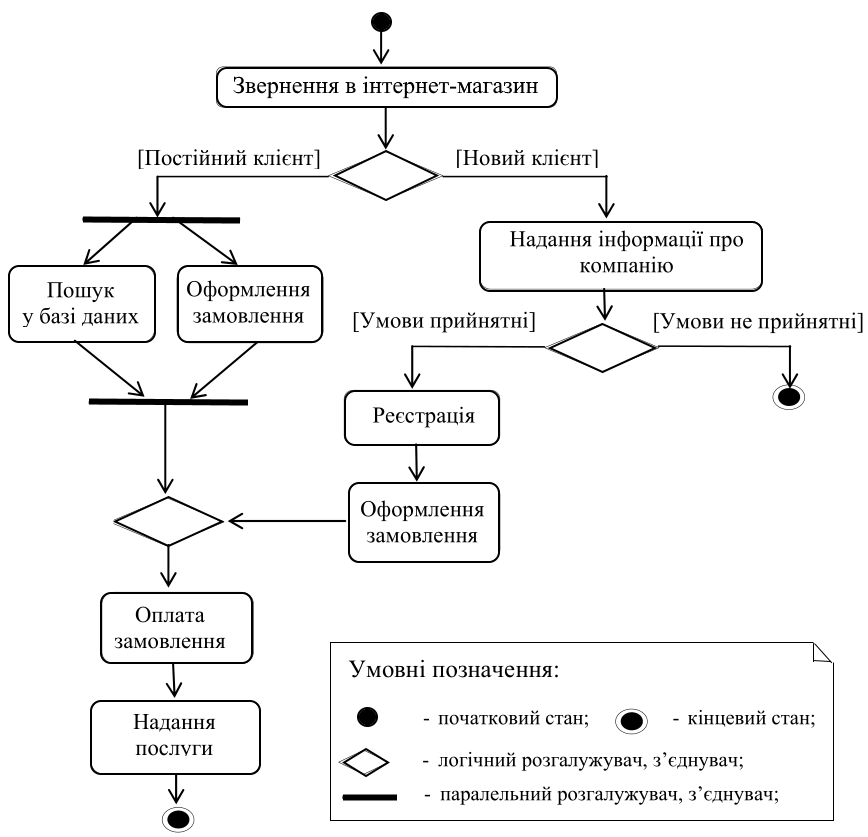 Звернення в інтернет-магазин
[Постійний клієнт]
[Новий клієнт]
Надання інформації про
компанію
Пошук
у базі даних
Оформлення
замовлення
[Умови прийнятні]
[Умови не прийнятні]
Реєстрація
Оформлення
замовлення
Оплата
замовлення
Надання
послуги
Умовні позначення:
- початковий стан;
- кінцевий стан;
- логічний розгалужувач, з’єднувач;
- паралельний розгалужувач, з’єднувач;